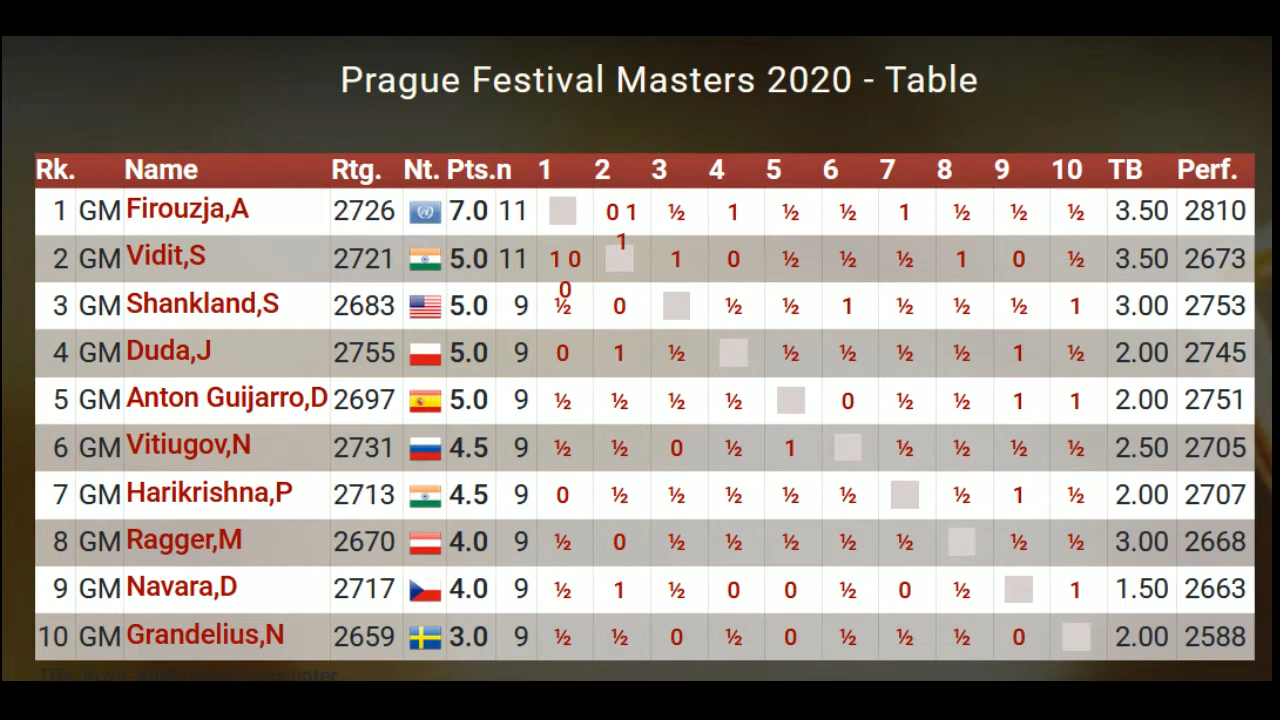 Prague Festival Masters 2020 - Table
Rk. Name Rtg. Nt. Pts. n 1 2 3 4 5 6 7 8 9 10 TB Perf.
1 GM Firouzja,A 2726 7.0 11 0 1 1 ½ 1 ½ ½ 1 ½ ½ ½ 3.50 2810
2 GM Vidit,S 2721 5.0 11 1 0 0 1 0 ½ ½ ½ 1 0 ½ 3.50 2673
3 GM Shankland,S 2683 5.0 9 ½ 0 ½ ½ 1 ½ ½ ½ 1 3.00 2753
4 GM Duda,J 2755 5.0 9 0 1 ½ ½ ½ ½ ½ 1 ½ 2.00 2745
5 GM Anton Guijarro,D 2697 5.0 9 ½ ½ ½ ½ 0 ½ ½ 1 1 2.00 2751
6 GM Vitiugov,N 2731 4.5 9 ½ ½ 0 ½ 1 ½ ½ ½ ½ 2.50 2705
7 GM Harikrishna,P 2713 4.5 9 0 ½ ½ ½ ½ ½ ½ 1 ½ 2.00 2707
8 GM Ragger,M 2670 4.0 9 ½ 0 ½ ½ ½ ½ ½ ½ ½ 3.00 2668
9 GM Navara,D 2717 4.0 9 ½ 1 ½ 0 0 ½ 0 ½ 1 1.50 2663
10 GM Grandelius,N 2659 3.0 9 ½ ½ 0 ½ 0 ½ ½ ½ 0 2.00 2588